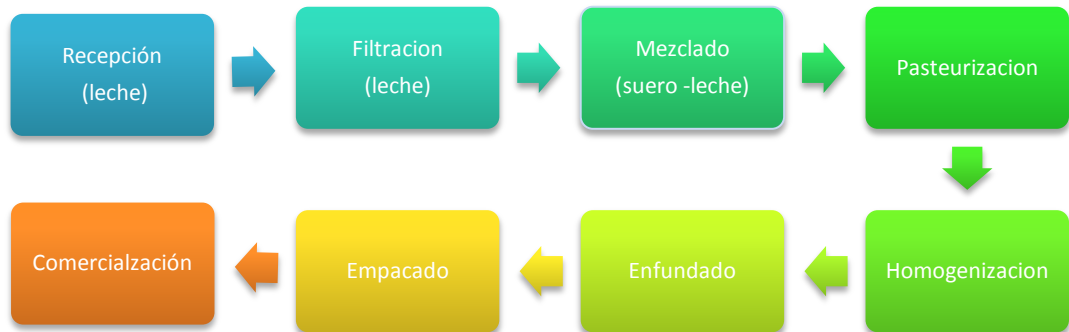 Recepción
(leche)
Filtracion
(leche)
Mezclado
(suero -leche)
Pasteurizacion
Homogenizacion
Enfundado
Empacado
Comercialzación